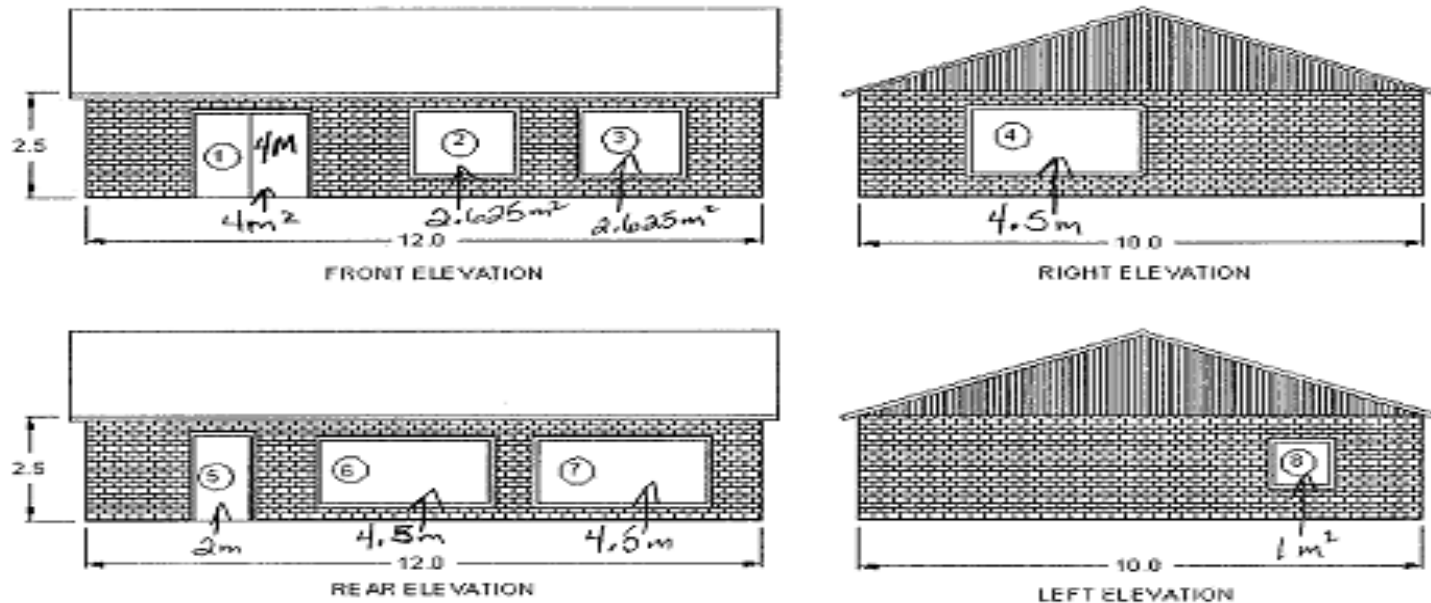 2.5
1
4M
2
3
4m²
2.625m²
2.625m²
12.0
FRONT ELEVATION
4
4.5m
10.0
RIGHT ELEVATION
2.5
5
6
7
2m
4.5m
4.5m
12.0
REAR ELEVATION
8
1m²
10.0
LEFT ELEVATION